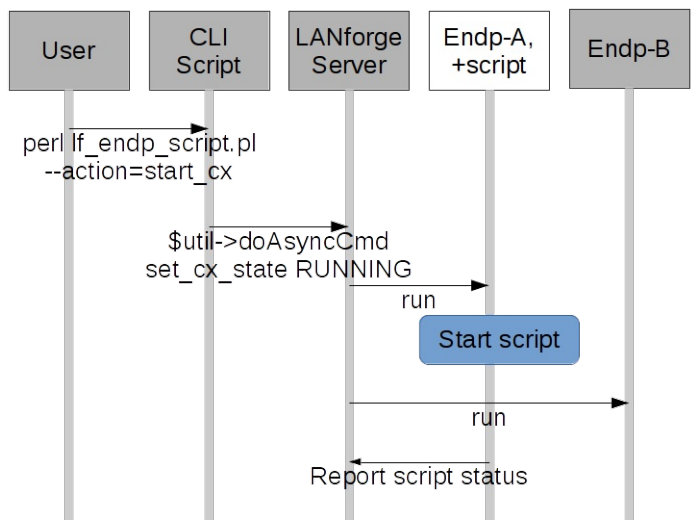 User
CLI
Script
LANforge
Server
Endp-A,
+script
Endp-B
perl lf_endp_script.pl
--action=start_cx
$util->doAsyncCmd
set_cx_state RUNNING
run
Start script
run
Report script status